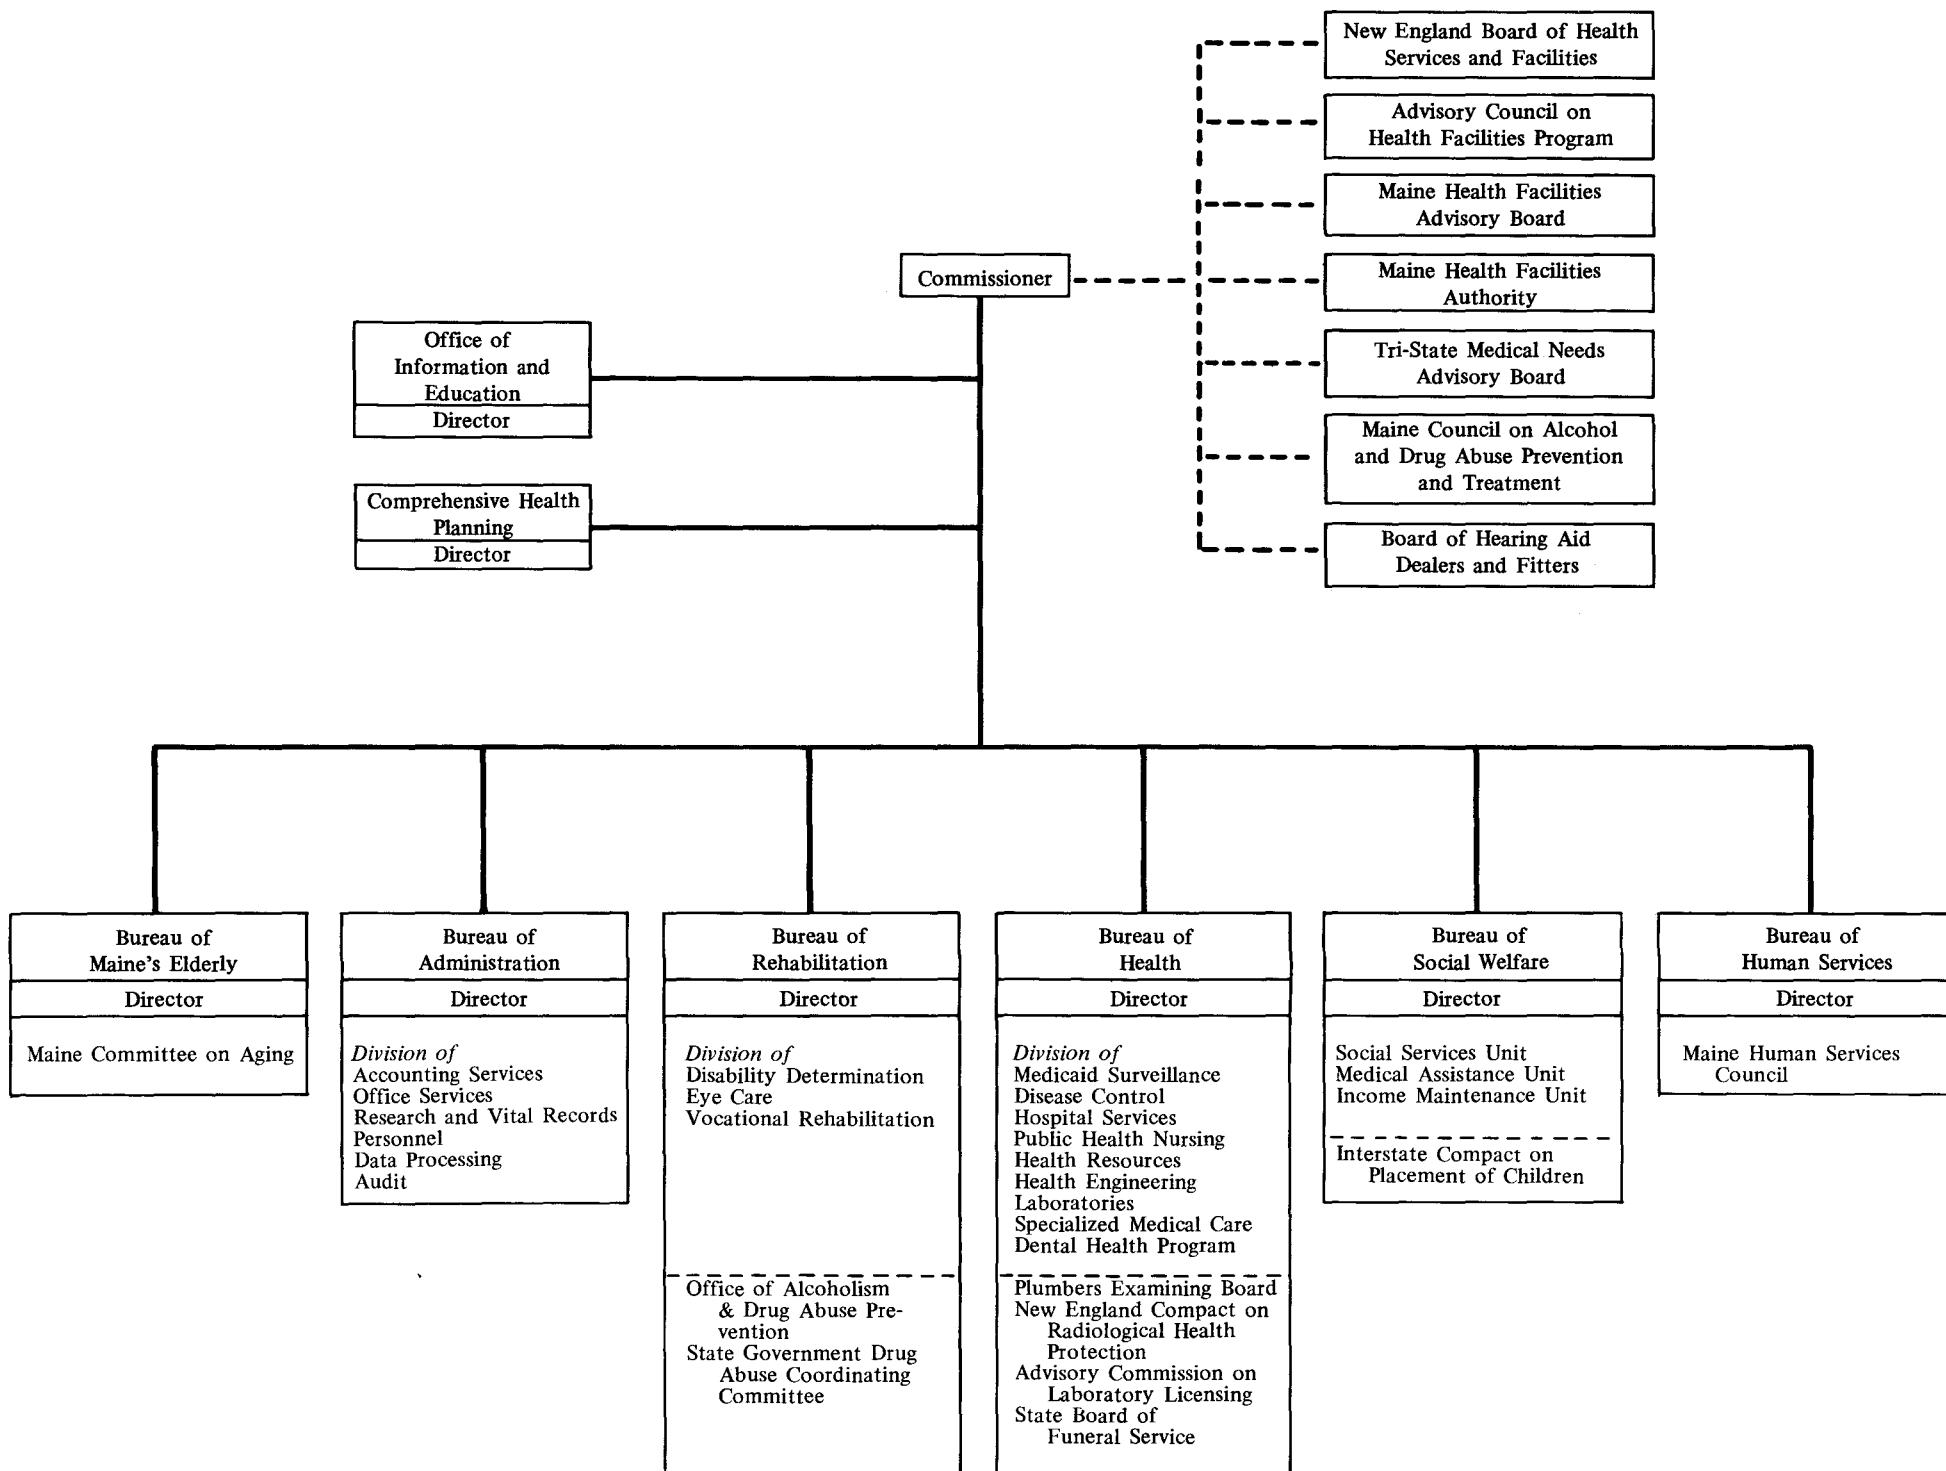 New England Board of Health
Services and Facilities
Advisory Council on
Health Facilities Program
Maine Health Facilities
Advisory Board
Commissioner
Maine Health Facilities
Authority
Office of
Information and
Education
Director
Tri-State Medical Needs
Advisory Board
Maine Council on Alcohol
and Drug Abuse Prevention
and Treatment
Comprehensive Health
Planning
Director
Board of Hearing Aid
Dealers and Fitters
Bureau of
Maine's Elderly
Director
Maine Committee on Aging
Bureau of
Administration
Director
Division of
Accounting Services
Office Services
Research and Vital Records
Personnel
Data Processing
Audit
Bureau of
Rehabilitation
Director
Division of
Disability Determination
Eye Care
Vocational Rehabilitation
Office of Alcoholism
& Drug Abuse Pre-
vention
State Government Drug
Abuse Coordinating
Committee
Bureau of
Health
Director
Division of
Medicaid Surveillance
Disease Control
Hospital Services
Public Health Nursing
Health Resources
Health Engineering
Laboratories
Specialized Medical Care
Dental Health Program
Plumbers Examining Board
New England Compact on
Radiological Health
Protection
Advisory Commission on
Laboratory Licensing
State Board of
Funeral Service
Bureau of
Social Welfare
Director
Social Services Unit
Medical Assistance Unit
Income Maintenance Unit
Interstate Compact on
Placement of Children
Bureau of
Human Services
Director
Maine Human Services
Council